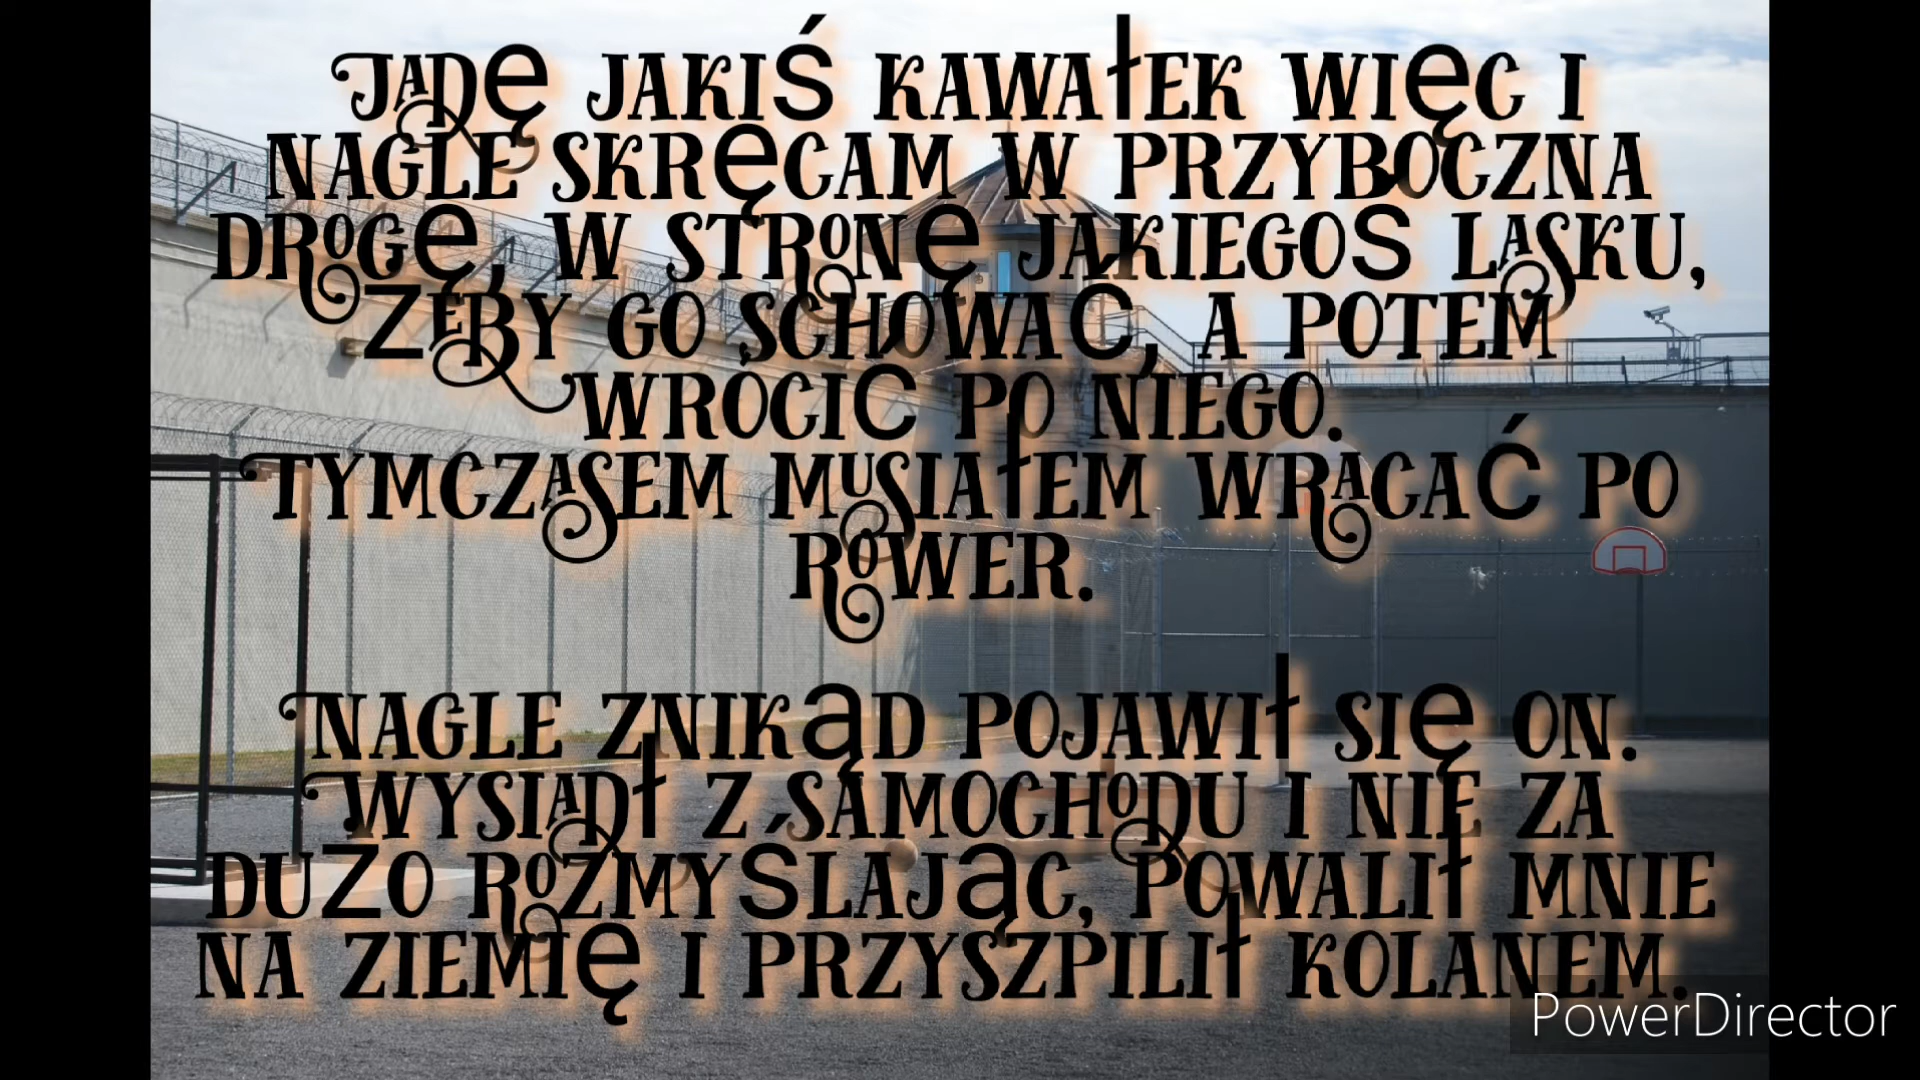 JADĘ JAKIŚ KAWAŁEK WIĘC I
NAGLE SKRĘCAM W PRZYBOCZNA
DROGĘ, W STRONĘ JAKIEGOŚ LASKU,
ŻEBY GO SCHOWAĆ, A POTEM
WRÓCIĆ PO NIEGO.
TYMCZASEM MUSIAŁEM WRACAĆ PO
ROWER.
NAGLE ZNIKĄD POJAWIŁ SIĘ ON.
WYSIADŁ Z SAMOCHODU I NIE ZA
DUŻO ROZMYŚLAJĄC, POWALIŁ MNIE
NA ZIEMIĘ I PRZYSZPILIŁ KOLANEM.
PowerDirector